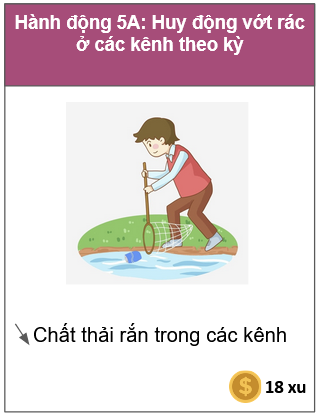 Hành động 5A: Huy động vớt rác
ở các kênh theo kỳ
Chất thải rắn trong các kênh
$ 18 xu